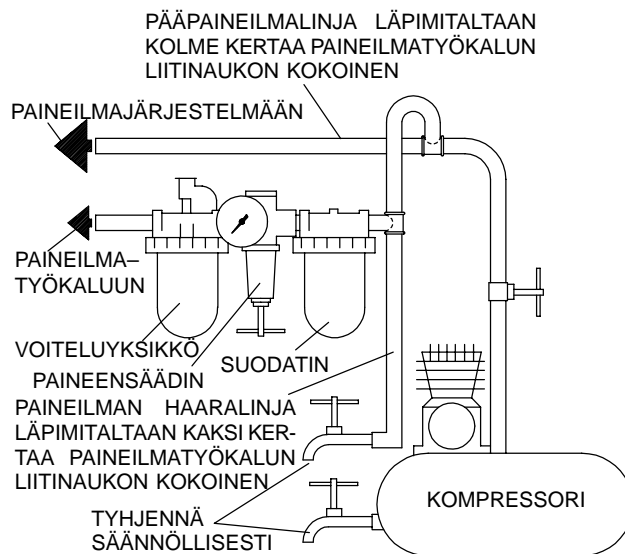 PÄÄPAINEILMALINJA LÄPIMITALTAAN
KOLME KERTAA PAINEILMATYÖKALUN
LIITINAUKON KOKOINEN
PAINEILMAJÄRJESTELMÄÄN
PAINEILMA–
TYÖKALUUN
VOITELUYKSIKKÖ
SUODATIN
PAINEENSÄÄDIN
PAINEILMAN HAARALINJA
LÄPIMITALTAAN KAKSI KER-
TAA PAINEILMATYÖKALUN
LIITINAUKON KOKOINEN
KOMPRESSORI
TYHJENNÄ
SÄÄNNÖLLISESTI